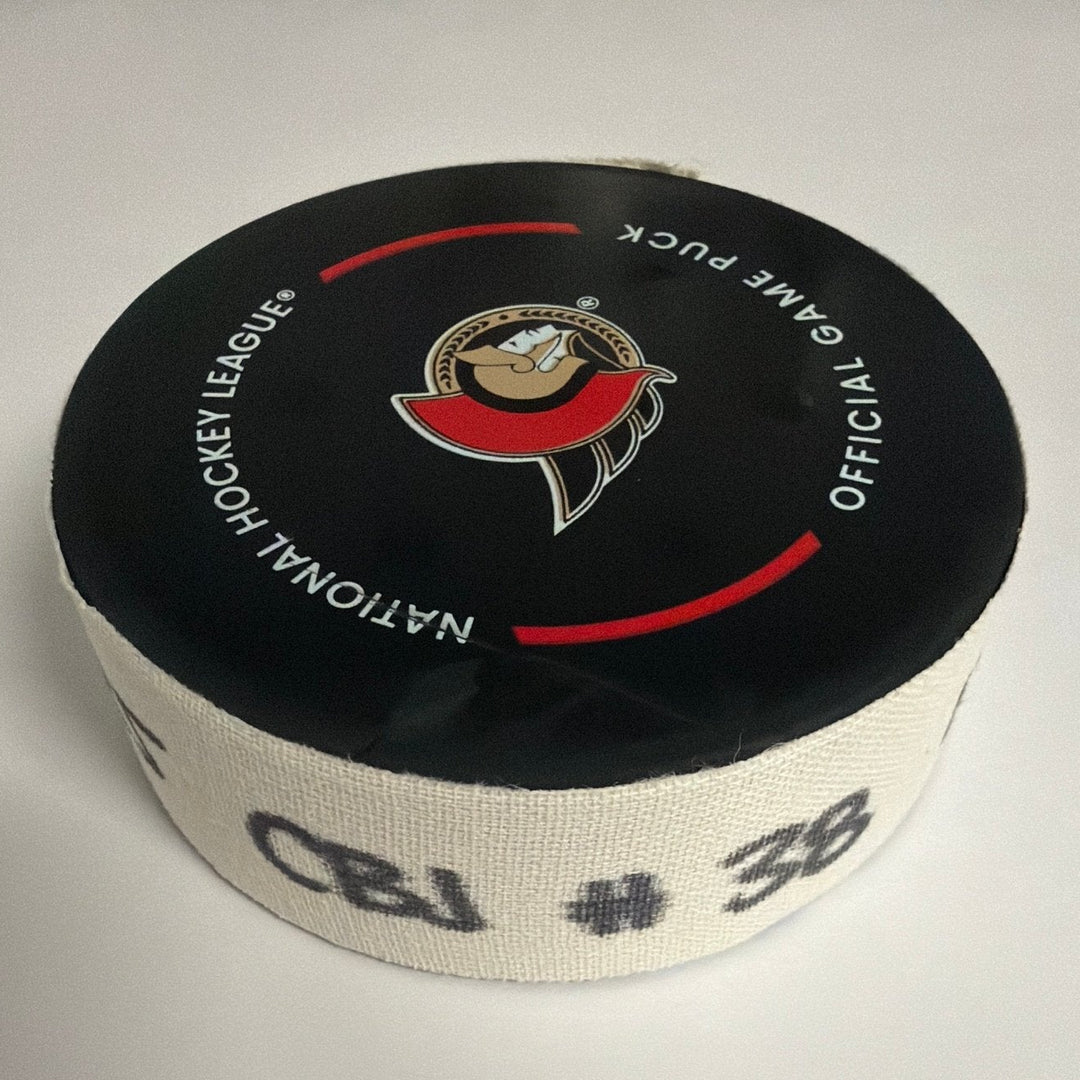 NATIONAL HOCKEY LEAGUE®
OFFICIAL GAME PUCK
®
CBJ # 38